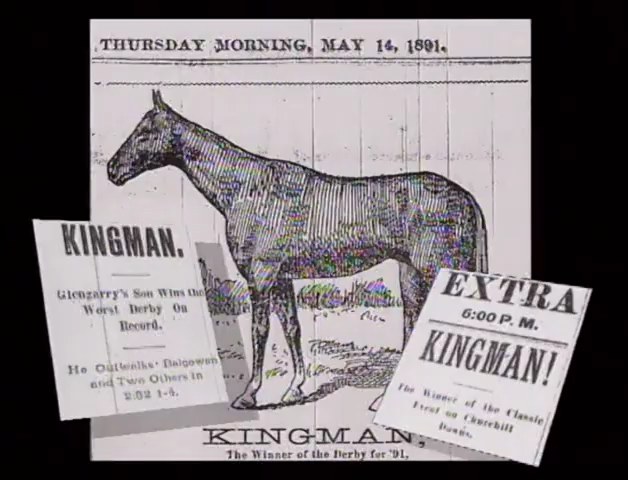 THURSDAY MORNING, MAY 14, 1891.
KINGMAN.
Glengarry's Son Wins the
Worst Derby On
Record.
He Outwalks Balgowan
and Two Others in
2:52 1-4.
EXTRA
6:00 P. M.
KINGMAN!
The Winner of the Classic
Event on Churchill
Downs.
KINGMAN,
The Winner of the Derby for '91.